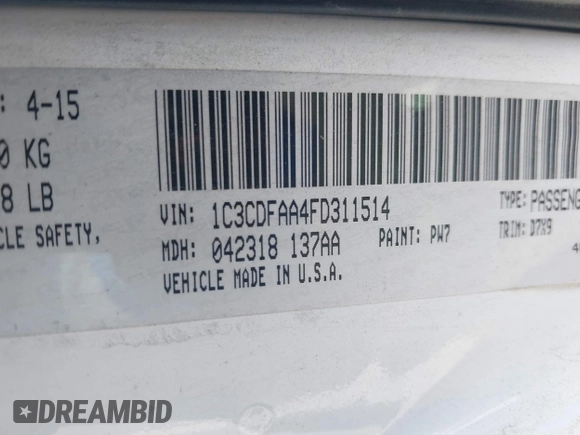 : 4-15
0 KG
8 LB
CLE SAFETY,
VIN: 1C3CDFAA4FD311514
TYPE: PASSENG
MDH: 042318 137AA PAINT: PW7 TRIM: D7X9
VEHICLE MADE IN U.S.A.
DREAMBID